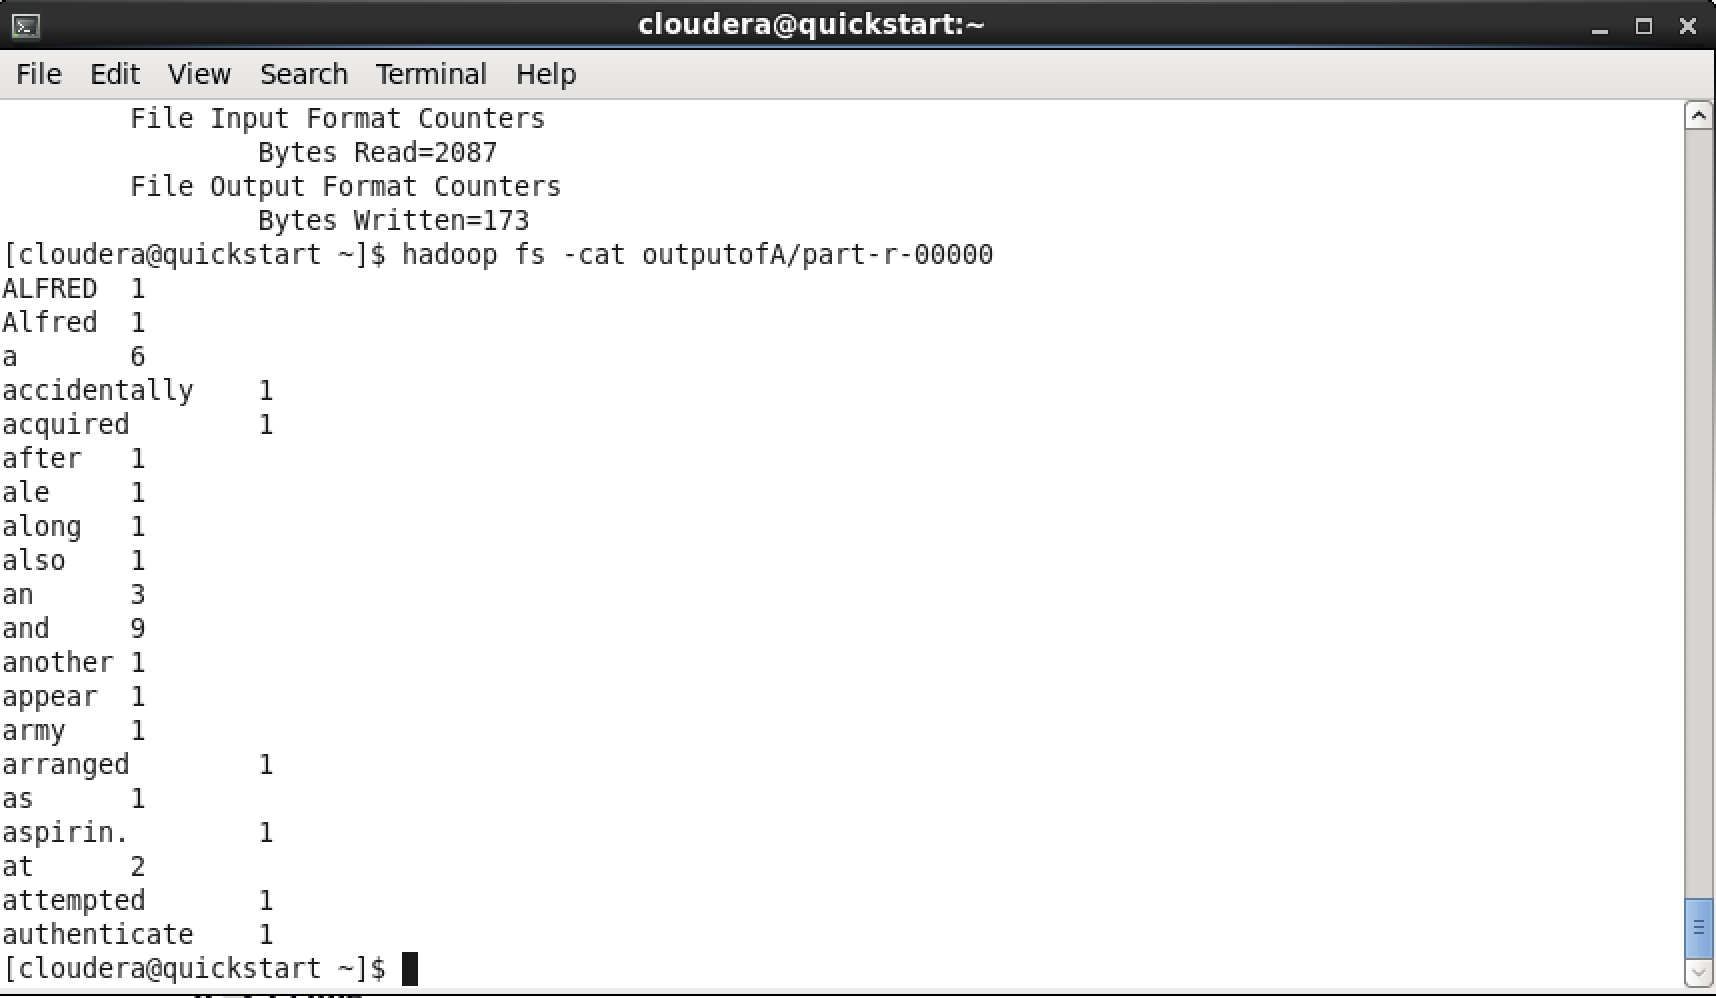 cloudera@quickstart:~
File Edit View Search Terminal Help
File Input Format Counters
Bytes Read=2087
File Output Format Counters
Bytes Written=173
[cloudera@quickstart ~]$ hadoop fs -cat outputofA/part-r-00000
ALFRED 1
Alfred 1
a 6
accidentally 1
acquired 1
after 1
ale 1
along 1
also 1
an 3
and 9
another 1
appear 1
army 1
arranged 1
as 1
aspirin. 1
at 2
attempted 1
authenticate 1
[cloudera@quickstart ~]$